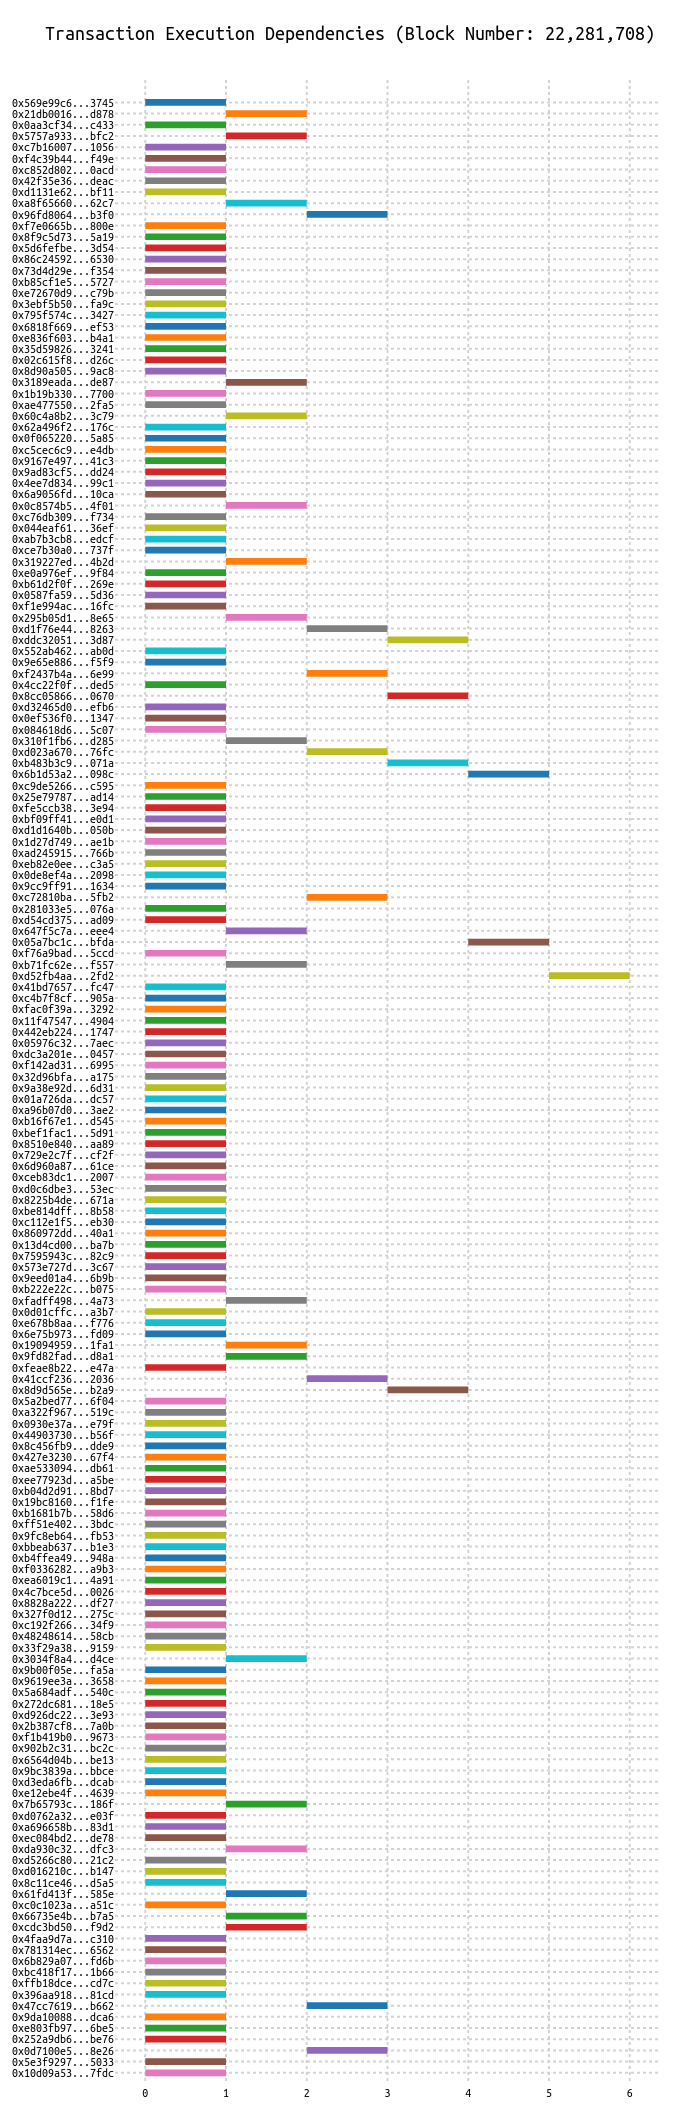 Transaction Execution Dependencies (Block Number: 22,281,708)
0x569e99c6...3745
0x21db0016...d878
0x0aa3cf34...c433
0x5757a933...bfc2
0xc7b16007...1056
0xf4c39b44...f49e
0xc852d802...0acd
0x42f35e36...deac
0xd1131e62...bf11
0xa8f65660...62c7
0x96fd8064...b3f0
0xf7e0665b...800e
0x8f9c5d73...5a19
0x5d6fefbe...3d54
0x86c24592...6530
0x73d4d29e...f354
0xb85cf1e5...5727
0xe72670d9...c79b
0x3ebf5b50...fa9c
0x795f574c...3427
0x6818f669...ef53
0xe836f603...b4a1
0x35d59826...3241
0x02c615f8...d26c
0x8d90a505...9ac8
0x3189eada...de87
0x1b19b330...7700
0xae477550...2fa5
0x60c4a8b2...3c79
0x62a496f2...176c
0x0f065220...5a85
0xc5cec6c9...e4db
0x9167e497...41c3
0x9ad83cf5...dd24
0x4ee7d834...99c1
0x6a9056fd...10ca
0x0c8574b5...4f01
0xc76db309...f734
0x044eaf61...36ef
0xab7b3cb8...edcf
0xce7b30a0...737f
0x319227ed...4b2d
0xe0a976ef...9f84
0xb61d2f0f...269e
0x0587fa59...5d36
0xf1e994ac...16fc
0x295b05d1...8e65
0xd1f76e44...8263
0xddc32051...3d87
0x552ab462...ab0d
0x9e65e886...f5f9
0xf2437b4a...6e99
0x4cc22f0f...ded5
0x8cc05866...0670
0xd32465d0...efb6
0x0ef536f0...1347
0x084618d6...5c07
0x310f1fb6...d285
0xd023a670...76fc
0xb483b3c9...071a
0x6b1d53a2...098c
0xc9de5266...c595
0x25e79787...ad14
0xfe5ccb38...3e94
0xbf09ff41...e0d1
0xd1d1640b...050b
0x1d27d749...ae1b
0xad245915...766b
0xeb82e0ee...c3a5
0x0de8ef4a...2098
0x9cc9ff91...1634
0xc72810ba...5fb2
0x281033e5...076a
0xd54cd375...ad09
0x647f5c7a...eee4
0x05a7bc1c...bfda
0xf76a9bad...5ccd
0xb71fc62e...f557
0xd52fb4aa...2fd2
0x41bd7657...fc47
0xc4b7f8cf...905a
0xfac0f39a...3292
0x11f47547...4904
0x442eb224...1747
0x05976c32...7aec
0xdc3a201e...0457
0xf142ad31...6995
0x32d96bfa...a175
0x9a38e92d...6d31
0x01a726da...dc57
0xa96b07d0...3ae2
0xb16f67e1...d545
0xbef1fac1...5d91
0x8510e840...aa89
0x729e2c7f...cf2f
0x6d960a87...61ce
0xceb83dc1...2007
0xd0c6dbe3...53ec
0x8225b4de...671a
0xbe814dff...8b58
0xc112e1f5...eb30
0x860972dd...40a1
0x13d4cd00...ba7b
0x7595943c...82c9
0x573e727d...3c67
0x9eed01a4...6b9b
0xb222e22c...b075
0xfadff498...4a73
0x0d01cffc...a3b7
0xe678b8aa...f776
0x6e75b973...fd09
0x19094959...1fa1
0x9fd82fad...d8a1
0xfeae8b22...e47a
0x41ccf236...2036
0x8d9d565e...b2a9
0x5a2bed77...6f04
0xa322f967...519c
0x0930e37a...e79f
0x44903730...b56f
0x8c456fb9...dde9
0x427e3230...67f4
0xae533094...db61
0xee77923d...a5be
0xb04d2d91...8bd7
0x19bc8160...f1fe
0xb1681b7b...58d6
0xff51e402...3bdc
0x9fc8eb64...fb53
0xbbeab637...b1e3
0xb4ffea49...948a
0xf0336282...a9b3
0xea6019c1...4a91
0x4c7bce5d...0026
0x8828a222...df27
0x327f0d12...275c
0xc192f266...34f9
0x48248614...58cb
0x33f29a38...9159
0x3034f8a4...d4ce
0x9b00f05e...fa5a
0x9619ee3a...3658
0x5a684adf...540c
0x272dc681...18e5
0xd926dc22...3e93
0x2b387cf8...7a0b
0xf1b419b0...9673
0x902b2c31...bc2c
0x6564d04b...be13
0x9bc3839a...bbce
0xd3eda6fb...dcab
0xe12ebe4f...4639
0x7b65793c...186f
0xd0762a32...e03f
0xa696658b...83d1
0xec084bd2...de78
0xda930c32...dfc3
0xd5266c80...21c2
0xd016210c...b147
0x8c11ce46...d5a5
0x61fd413f...585e
0xc0c1023a...a51c
0x66735e4b...b7a5
0xcdc3bd50...f9d2
0x4faa9d7a...c310
0x781314ec...6562
0x6b829a07...fd6b
0xbc418f17...1b66
0xffb18dce...cd7c
0x396aa918...81cd
0x47cc7619...b662
0x9da10088...dca6
0xe803fb97...6be5
0x252a9db6...be76
0x0d7100e5...8e26
0x5e3f9297...5033
0x10d09a53...7fdc
0 1 2 3 4 5 6